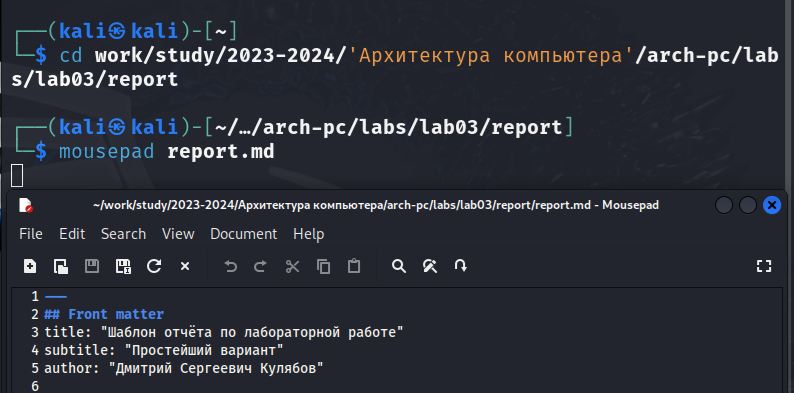 ┌──(kali㉿kali)-[~]
└─$ cd work/study/2023-2024/'Архитектура компьютера'/arch-pc/lab
s/lab03/report
┌──(kali㉿kali)-[~/…/arch-pc/labs/lab03/report]
└─$ mousepad report.md
~/work/study/2023-2024/Архитектура компьютера/arch-pc/labs/lab03/report/report.md - Mousepad
File Edit Search View Document Help
1 ---
2 ## Front matter
3 title: "Шаблон отчёта по лабораторной работе"
4 subtitle: "Простейший вариант"
5 author: "Дмитрий Сергеевич Кулябов"
6